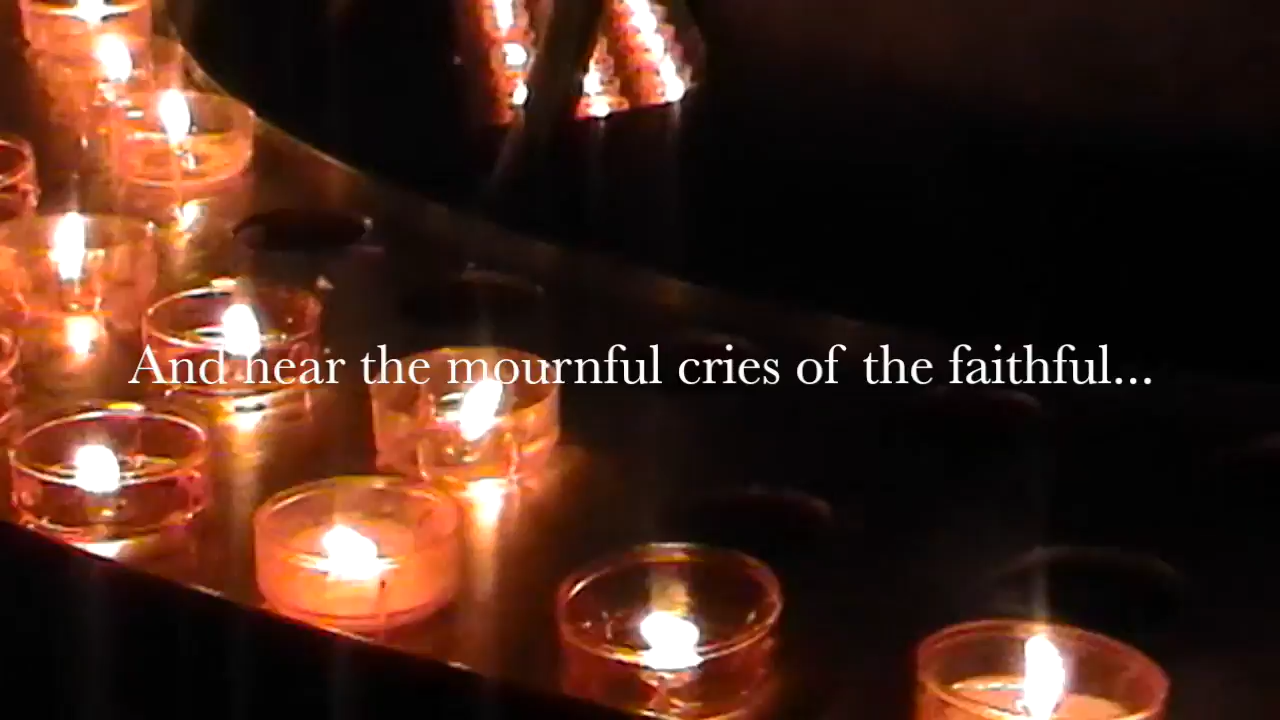 And hear the mournful cries of the faithful...